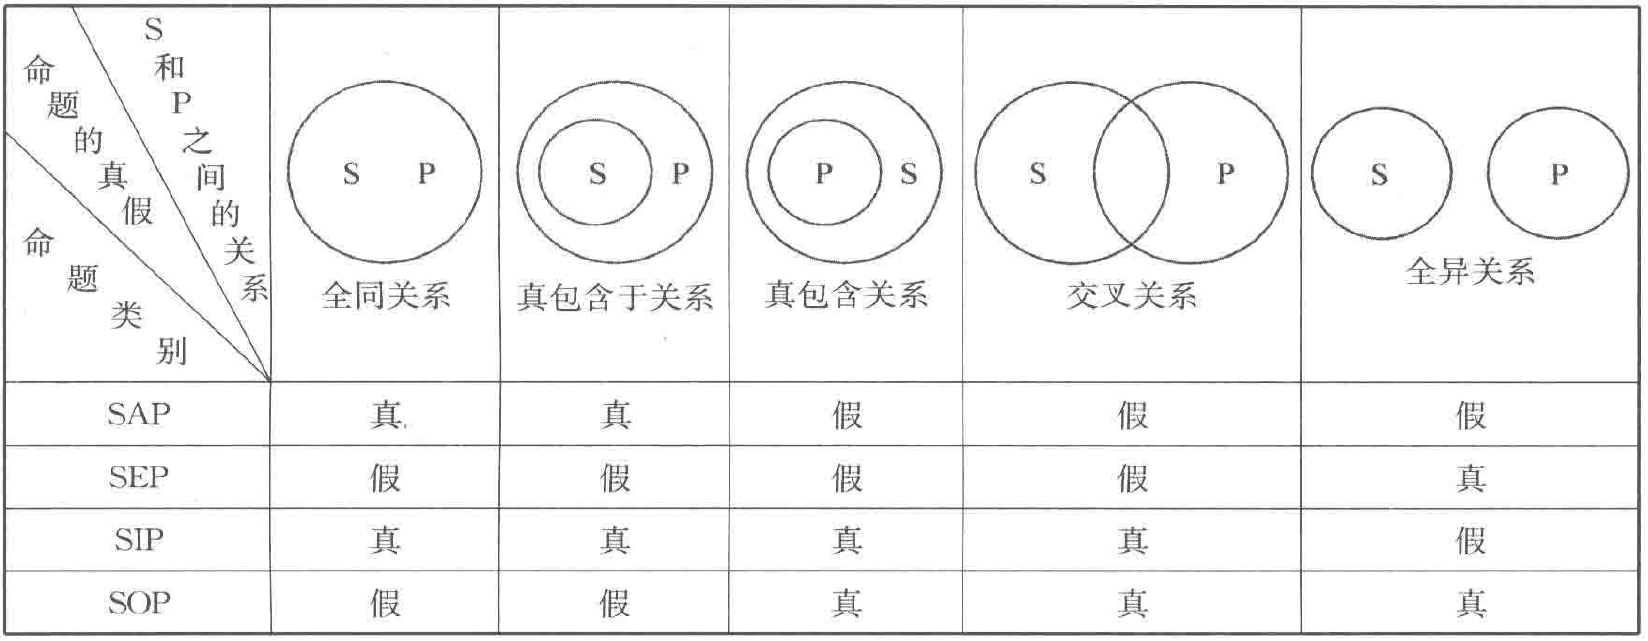 S和P之间的关系
命题的真假
命题类别
S P
全同关系
S P
真包含于关系
P S
真包含关系
S P
交叉关系
S P
全异关系
SAP 真 真 假 假 假
SEP 假 假 假 假 真
SIP 真 真 真 真 假
SOP 假 假 真 真 真